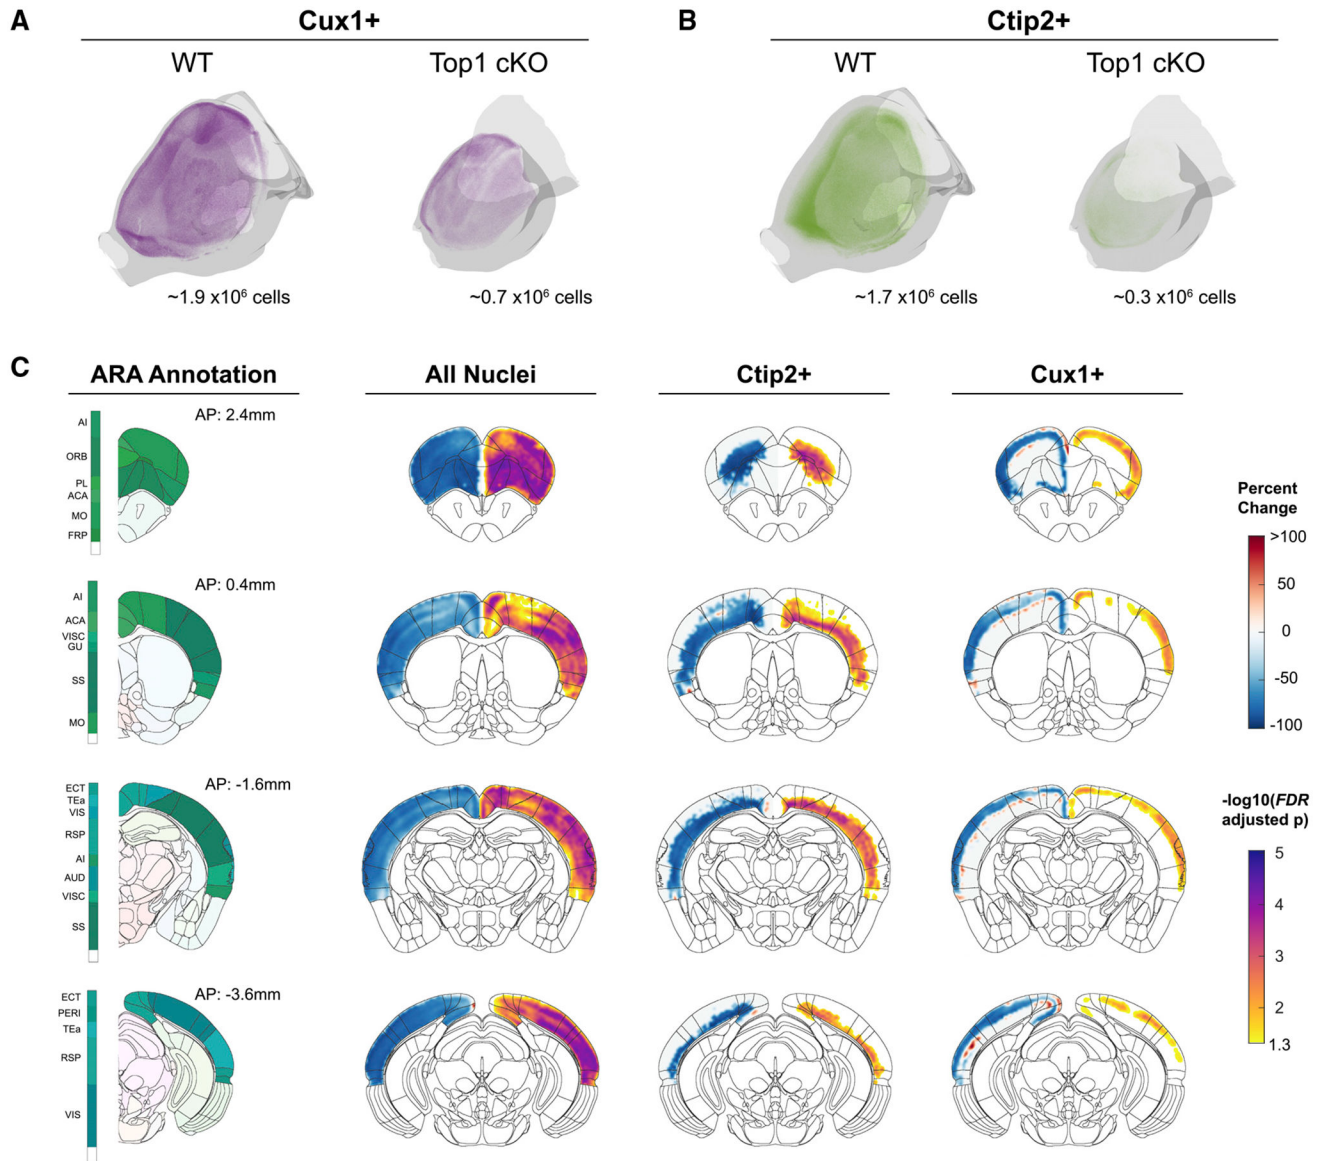 A
Cux1+
WT
Top1 cKO
~1.9 x10⁶ cells
~0.7 x10⁶ cells
B
Ctip2+
WT
Top1 cKO
~1.7 x10⁶ cells
~0.3 x10⁶ cells
C
ARA Annotation
All Nuclei
Ctip2+
Cux1+
AP: 2.4mm
AI
ORB
PL
ACA
MO
FRP
AP: 0.4mm
AI
ACA
VISC
GU
SS
MO
AP: -1.6mm
ECT
TEa
VIS
RSP
AI
AUD
VISC
SS
AP: -3.6mm
ECT
PERI
TEa
RSP
VIS
Percent
Change
>100
50
0
-50
-100
-log10(FDR
adjusted p)
5
4
3
2
1.3